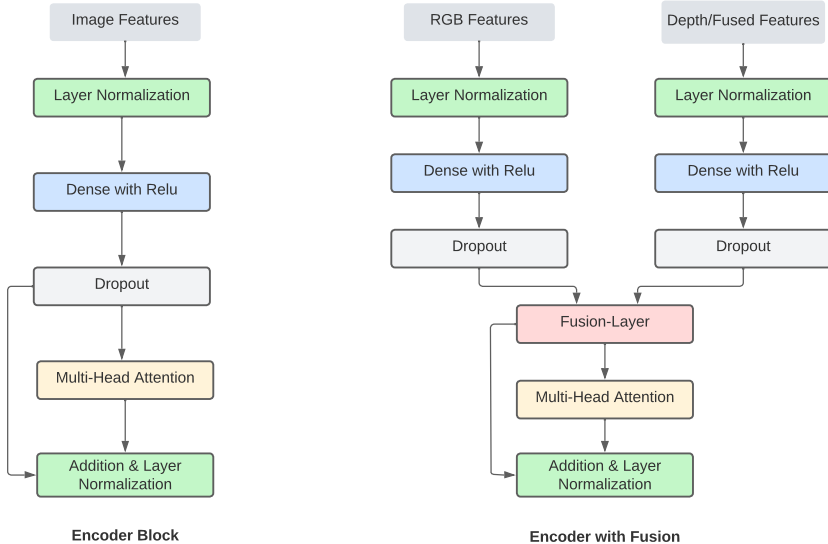 Image Features
Layer Normalization
Dense with Relu
Dropout
Multi-Head Attention
Addition & Layer
Normalization
Encoder Block
RGB Features
Depth/Fused Features
Layer Normalization
Layer Normalization
Dense with Relu
Dense with Relu
Dropout
Dropout
Fusion-Layer
Multi-Head Attention
Addition & Layer
Normalization
Encoder with Fusion